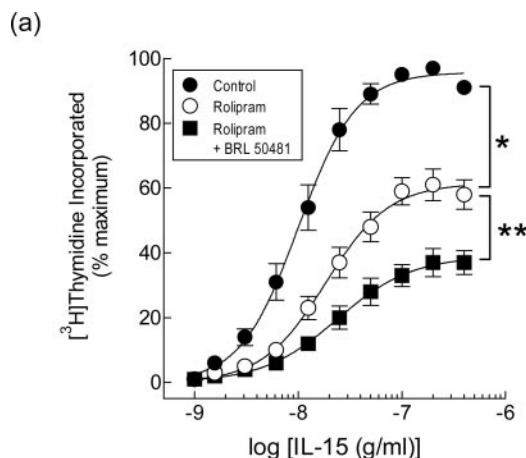 (a)
100
80
60
40
20
0
[³H]Thymidine Incorporated
(% maximum)
Control
Rolipram
Rolipram
+ BRL 50481
*
**
-9
-8
-7
-6
log [IL-15 (g/ml)]